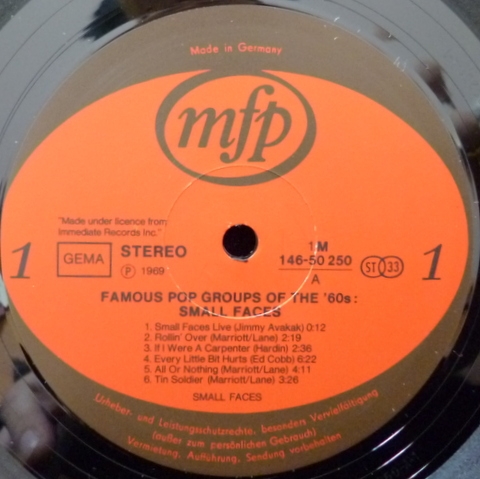 Made in Germany
mfp
"Made under licence from
Immediate Records Inc."
1
GEMA
STEREO
Ⓟ 1969
1M
146-50 250
A
ST 33
1
FAMOUS POP GROUPS OF THE '60s:
SMALL FACES
1. Small Faces Live (Jimmy Avakak) 0:12
2. Rollin' Over (Marriott/Lane) 2:19
3. If I Were A Carpenter (Hardin) 2:36
4. Every Little Bit Hurts (Ed Cobb) 6:22
5. All Or Nothing (Marriott/Lane) 4:11
6. Tin Soldier (Marriott/Lane) 3:26
SMALL FACES
Urheber- und Leistungsschutzrechte, besonders Vervielfältigung
(außer zum persönlichen Gebrauch)
Vermietung, Aufführung, Sendung vorbehalten